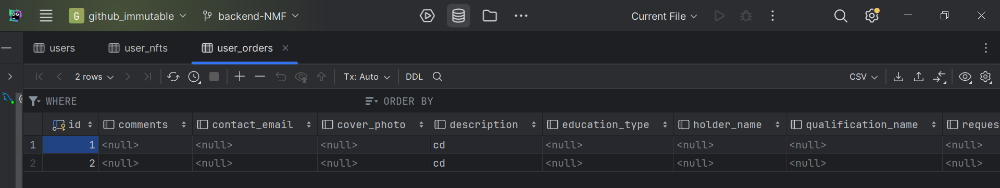 DG G github_immutable backend-NMF Current File
users user_nfts user_orders
2 rows Tx: Auto DDL CSV
WHERE ORDER BY
id comments contact_email cover_photo description education_type holder_name qualification_name reques
1 1 <null> <null> <null> cd <null> <null> <null> <null>
2 2 <null> <null> <null> cd <null> <null> <null> <null>